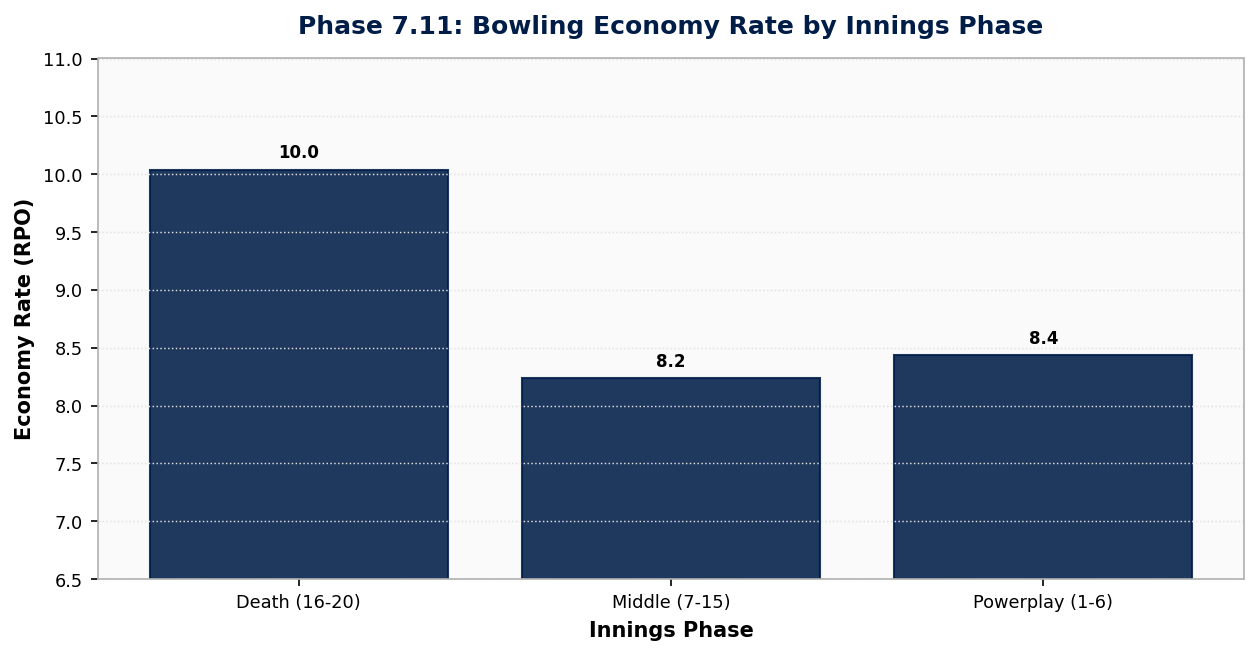 Phase 7.11: Bowling Economy Rate by Innings Phase
Economy Rate (RPO)
11.0
10.5
10.0
9.5
9.0
8.5
8.0
7.5
7.0
6.5
10.0
8.2
8.4
Death (16-20)
Middle (7-15)
Powerplay (1-6)
Innings Phase